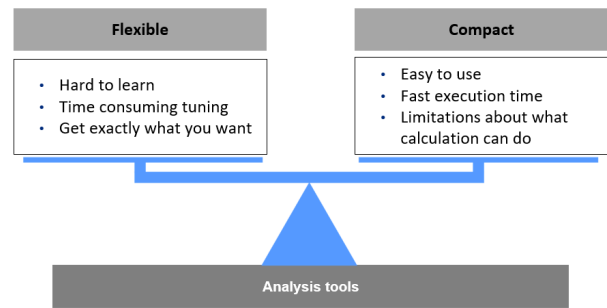 Flexible
• Hard to learn
• Time consuming tuning
• Get exactly what you want
Compact
• Easy to use
• Fast execution time
• Limitations about what
calculation can do
Analysis tools